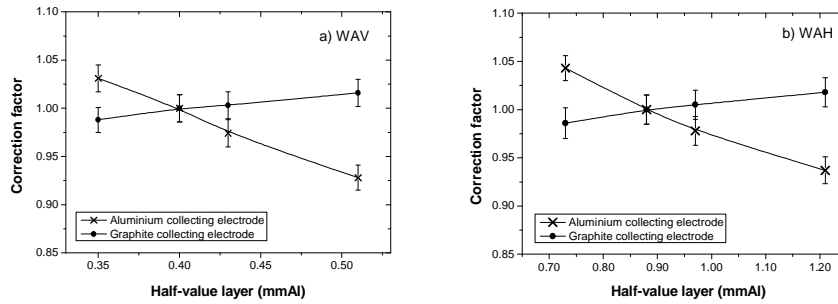 a) WAV
Correction factor
1.10
1.05
1.00
0.95
0.90
0.85
Aluminium collecting electrode
Graphite collecting electrode
0.35
0.40
0.45
0.50
Half-value layer (mmAl)
b) WAH
Correction factor
1.10
1.05
1.00
0.95
0.90
0.85
Aluminium collecting electrode
Graphite collecting electrode
0.70
0.80
0.90
1.00
1.10
1.20
Half-value layer (mmAl)